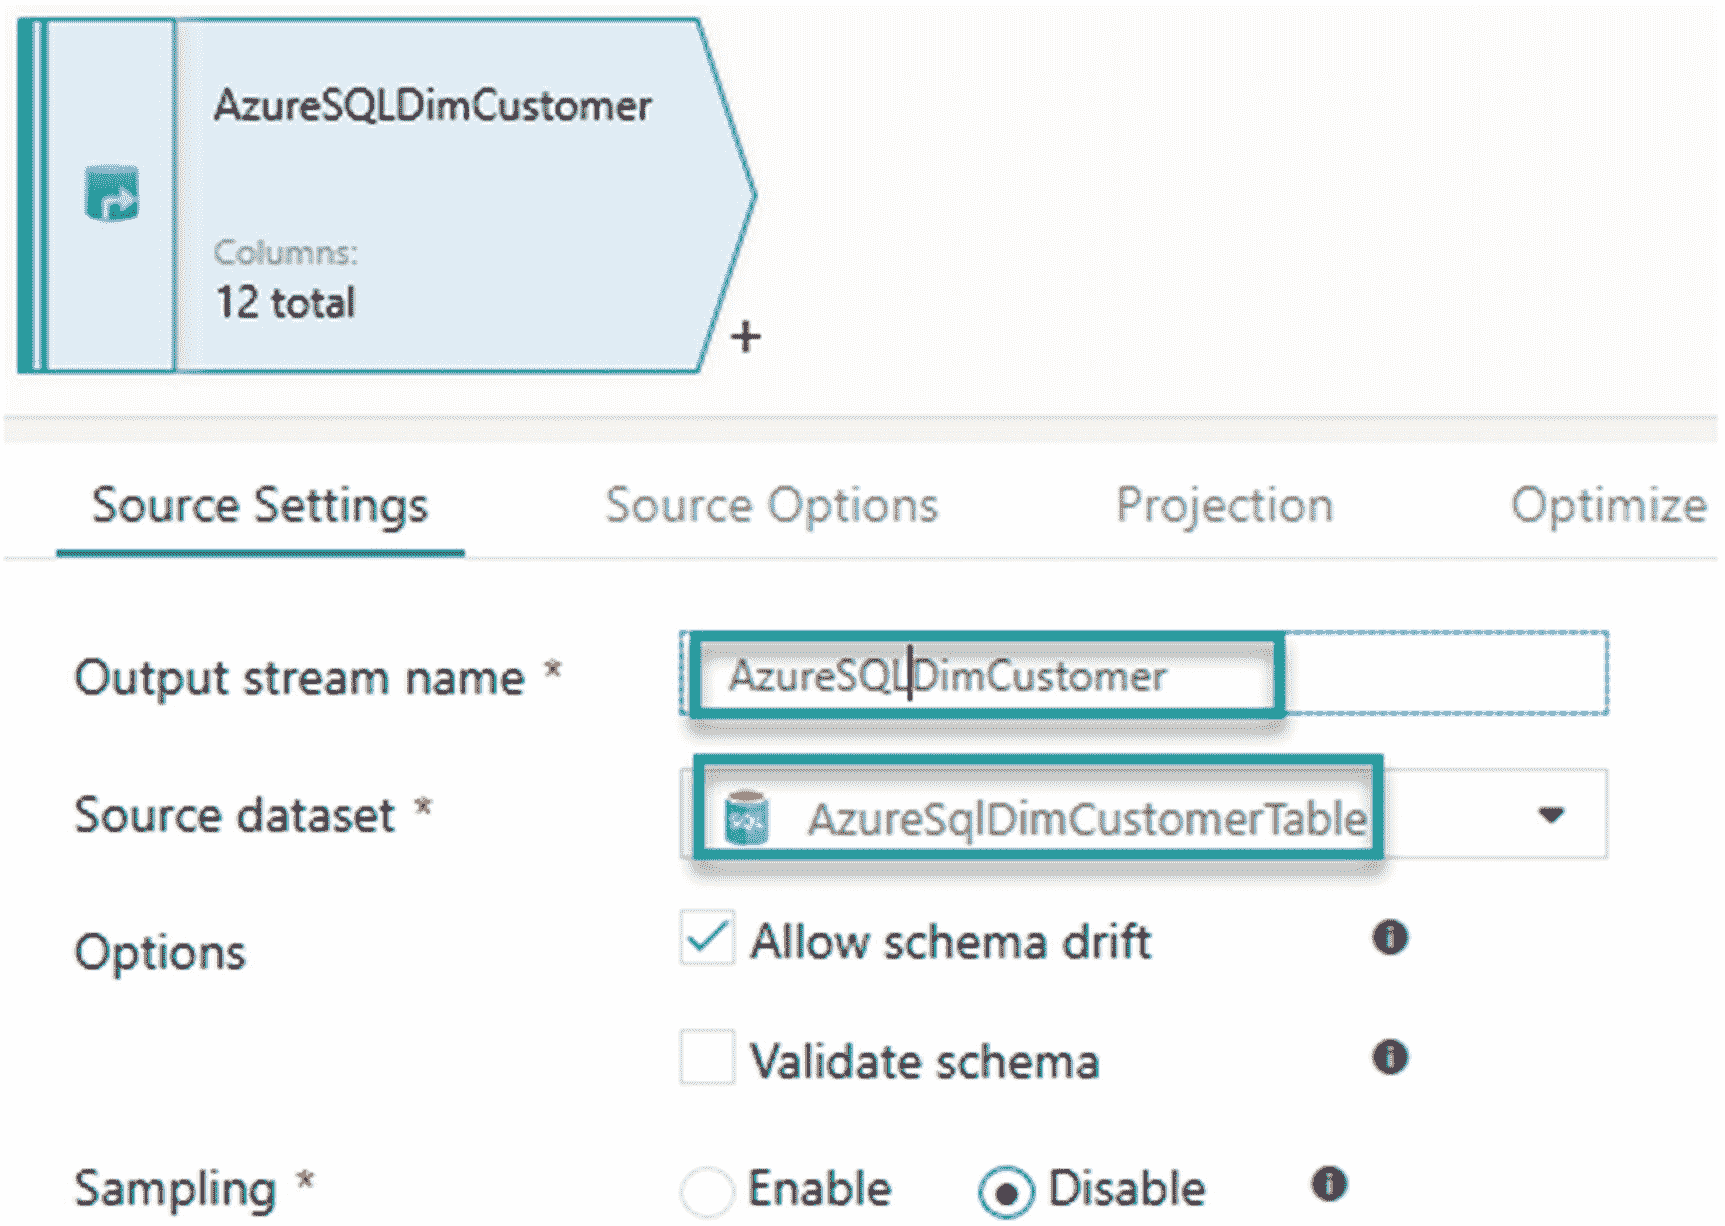 AzureSQLDimCustomer
Columns:
12 total
+
Source Settings Source Options Projection Optimize
Output stream name * AzureSQLDimCustomer
Source dataset * SQL AzureSqlDimCustomerTable
Options Allow schema drift
Validate schema
Sampling * Enable Disable